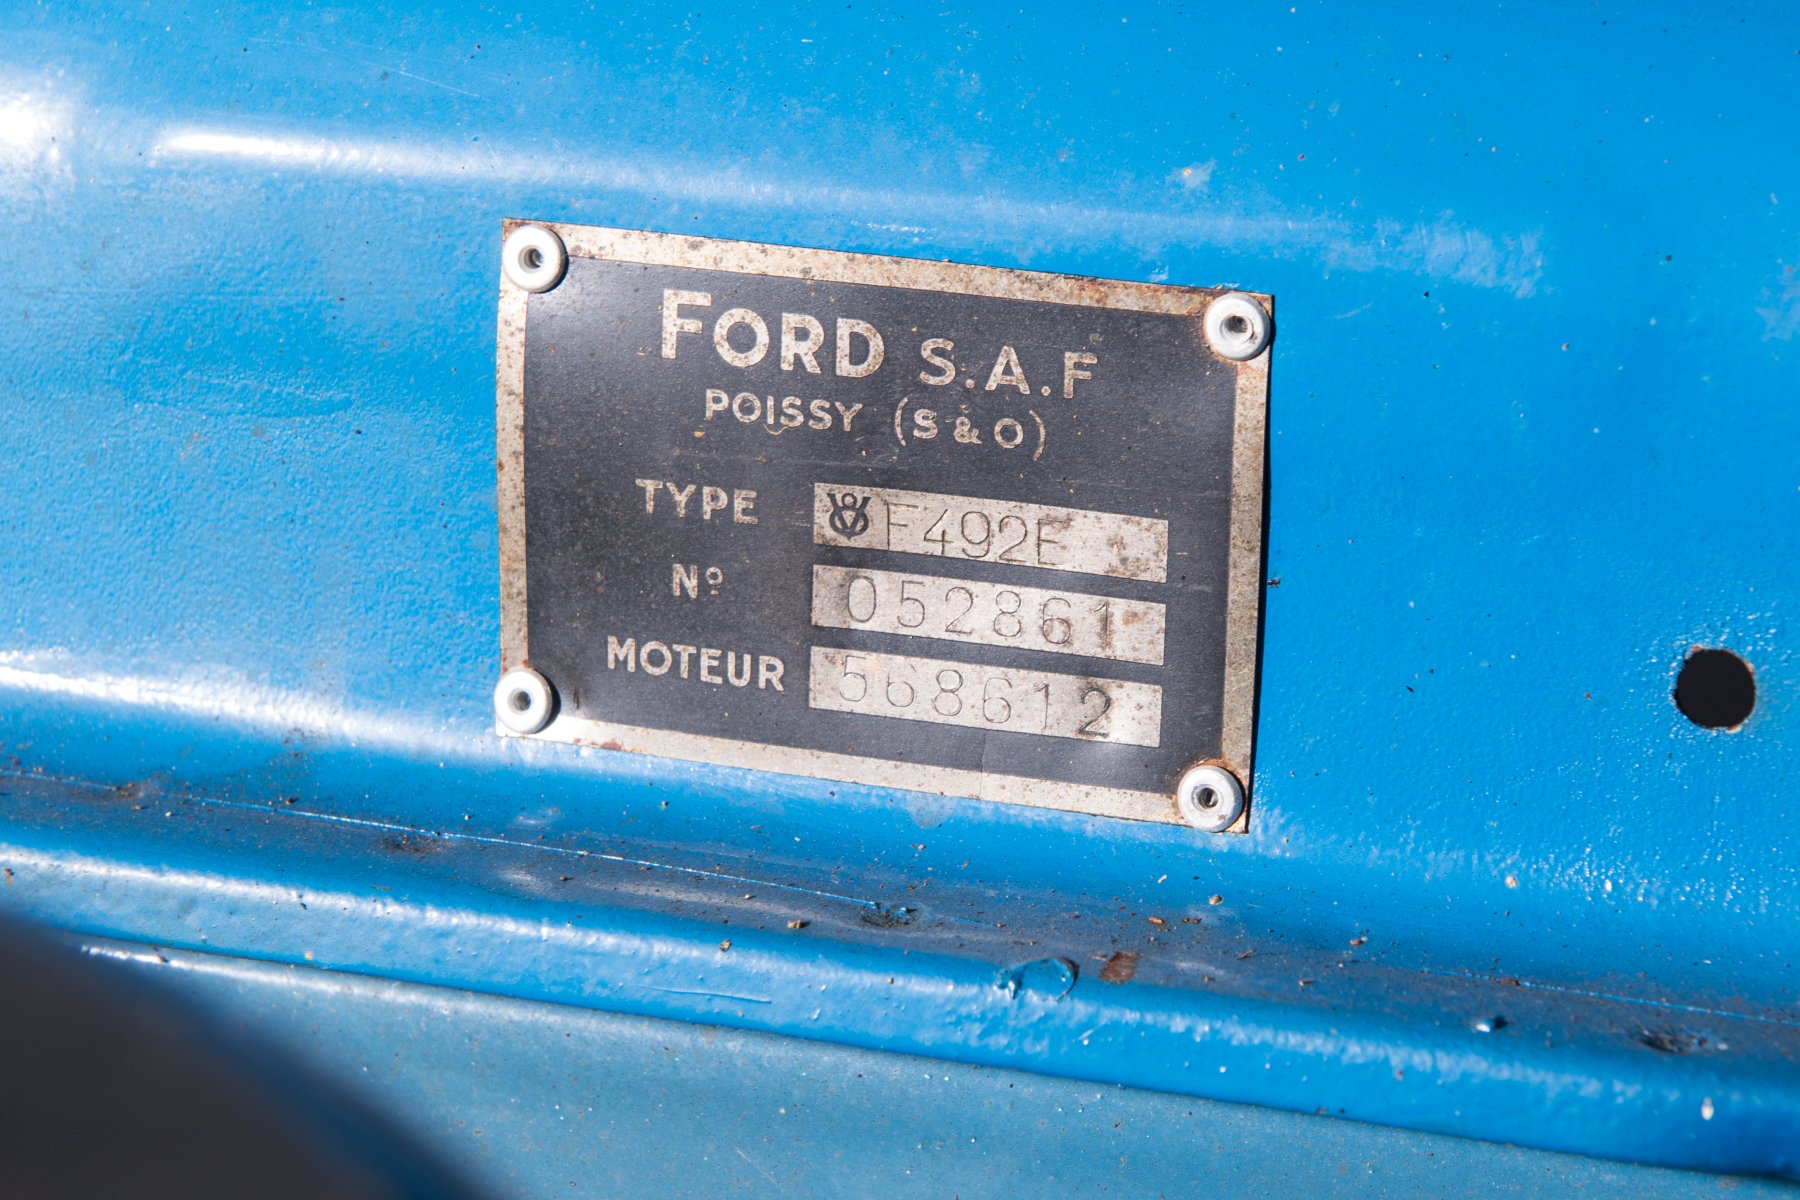 FORD S.A.F
POISSY (S & O)
TYPE V8 F492E
Nº 052861
MOTEUR 568612